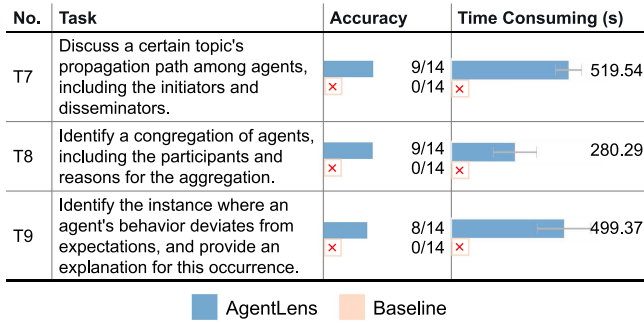 No. Task Accuracy Time Consuming (s)
Discuss a certain topic's
propagation path among agents,
including the initiators and
disseminators.
T7
9/14
0/14
519.54
Identify a congregation of agents,
including the participants and
reasons for the aggregation.
T8
9/14
0/14
280.29
Identify the instance where an
agent's behavior deviates from
expectations, and provide an
explanation for this occurrence.
T9
8/14
0/14
499.37
AgentLens Baseline